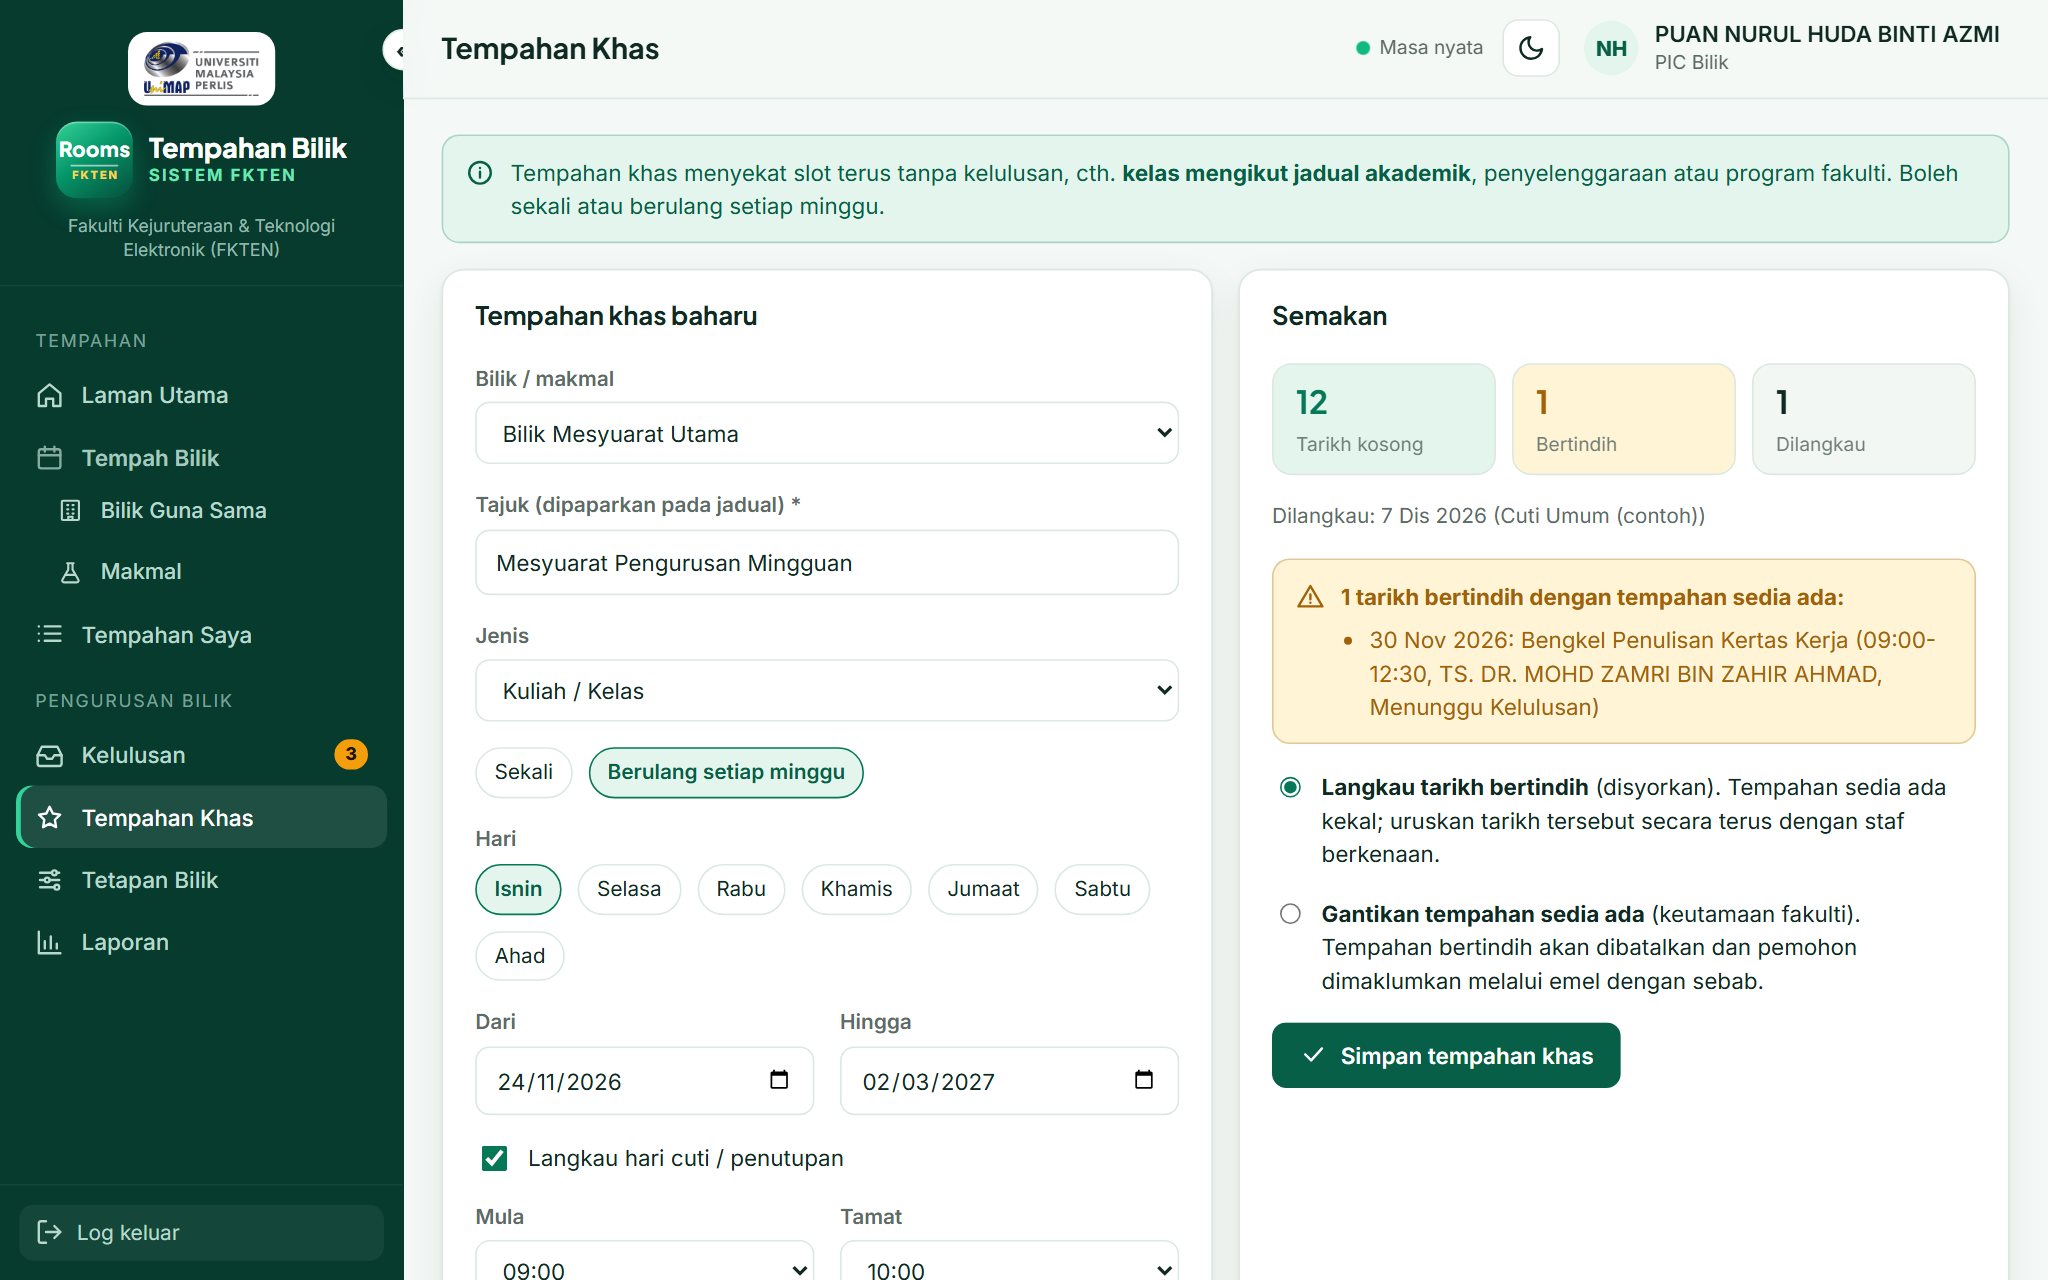 UNIVERSITI
MALAYSIA
PERLIS
UniMAP
Rooms
FKTEN
Tempahan Bilik
SISTEM FKTEN
Fakulti Kejuruteraan & Teknologi
Elektronik (FKTEN)
TEMPAHAN
Laman Utama
Tempah Bilik
Bilik Guna Sama
Makmal
Tempahan Saya
PENGURUSAN BILIK
Kelulusan
3
Tempahan Khas
Tetapan Bilik
Laporan
Log keluar
Tempahan Khas
Masa nyata
NH
PUAN NURUL HUDA BINTI AZMI
PIC Bilik
Tempahan khas menyekat slot terus tanpa kelulusan, cth. kelas mengikut jadual akademik, penyelenggaraan atau program fakulti. Boleh
sekali atau berulang setiap minggu.
Tempahan khas baharu
Bilik / makmal
Bilik Mesyuarat Utama
Tajuk (dipaparkan pada jadual) *
Mesyuarat Pengurusan Mingguan
Jenis
Kuliah / Kelas
Sekali
Berulang setiap minggu
Hari
Isnin
Selasa
Rabu
Khamis
Jumaat
Sabtu
Ahad
Dari
Hingga
24/11/2026
02/03/2027
Langkau hari cuti / penutupan
Mula
Tamat
09:00
10:00
Semakan
12
Tarikh kosong
1
Bertindih
1
Dilangkau
Dilangkau: 7 Dis 2026 (Cuti Umum (contoh))
1 tarikh bertindih dengan tempahan sedia ada:
• 30 Nov 2026: Bengkel Penulisan Kertas Kerja (09:00-
12:30, TS. DR. MOHD ZAMRI BIN ZAHIR AHMAD,
Menunggu Kelulusan)
Langkau tarikh bertindih (disyorkan). Tempahan sedia ada
kekal; uruskan tarikh tersebut secara terus dengan staf
berkenaan.
Gantikan tempahan sedia ada (keutamaan fakulti).
Tempahan bertindih akan dibatalkan dan pemohon
dimaklumkan melalui emel dengan sebab.
Simpan tempahan khas